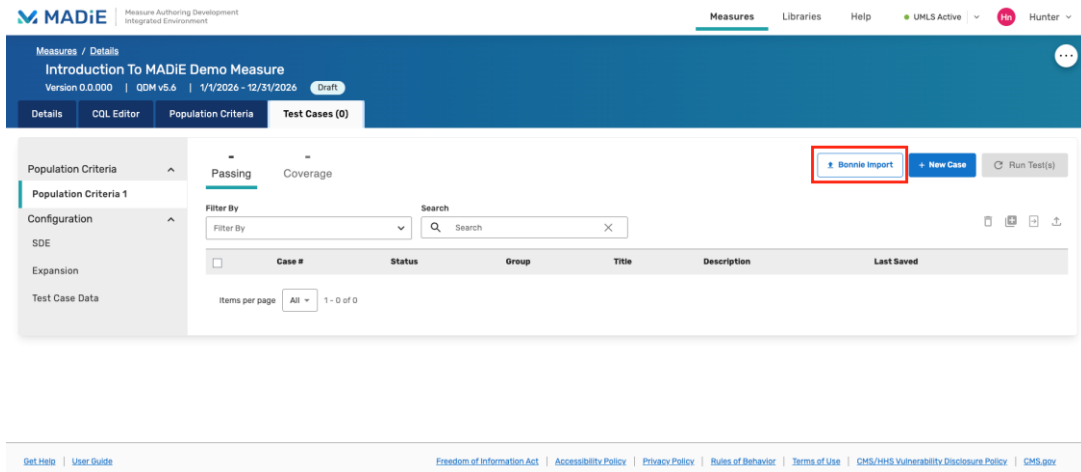 MADiE Measure Authoring Development
Integrated Environment
Measures Libraries Help UMLS Active Hn Hunter
Measures / Details
Introduction To MADiE Demo Measure
Version 0.0.000 | QDM v5.6 | 1/1/2026 - 12/31/2026 Draft
Details CQL Editor Population Criteria Test Cases (0)
Population Criteria
Population Criteria 1
Configuration
SDE
Expansion
Test Case Data
- -
Passing Coverage
Bonnie Import + New Case Run Test(s)
Filter By Search
Filter By Search
Case # Status Group Title Description Last Saved
Items per page All 1 - 0 of 0
Get Help | User Guide Freedom of Information Act | Accessibility Policy | Privacy Policy | Rules of Behavior | Terms of Use | CMS/HHS Vulnerability Disclosure Policy | CMS.gov